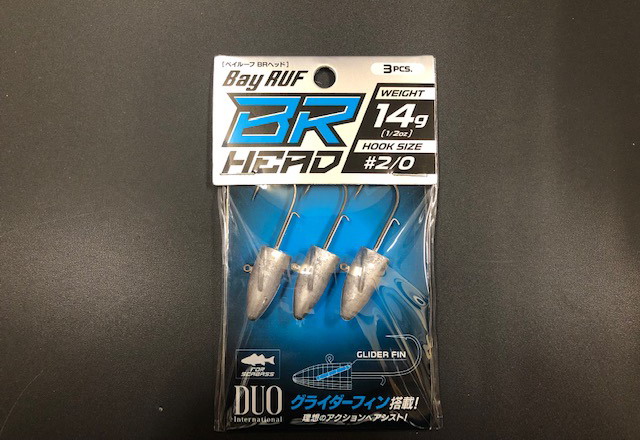 【ベイルーフ BRヘッド】
3PCS.
Bay RUF
BR
HEAD
WEIGHT
14g
(1/2oz)
HOOK SIZE
#2/0
FOR
SEABASS
GLIDER FIN
DUO
International
グライダーフィン搭載!
理想のアクションへアシスト!